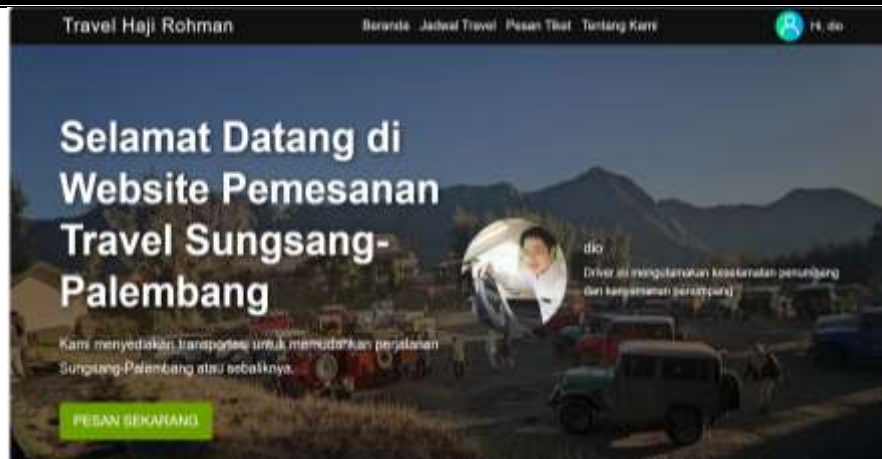 Travel Haji Rohman
Beranda Jadwal Travel Pesan Tiket Tentang Kami
Hi, dio
Selamat Datang di
Website Pemesanan
Travel Sungsang-
Palembang
dio
Driver ini mengutamakan keselamatan penumpang
dan kenyamanan penumpang
Kami menyediakan transportasi untuk memudahkan perjalanan
Sungsang-Palembang atau sebaliknya.
PESAN SEKARANG